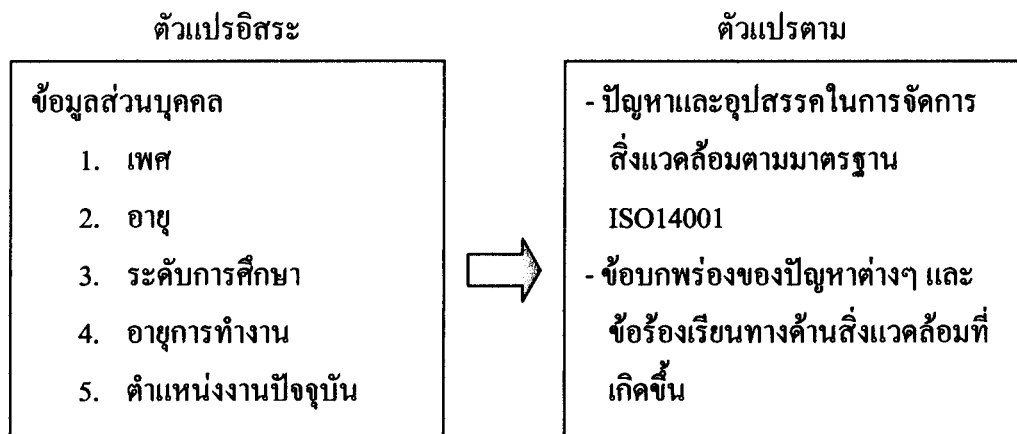 ตัวแปรอิสระ
ข้อมูลส่วนบุคคล
1. เพศ
2. อายุ
3. ระดับการศึกษา
4. อายุการทำงาน
5. ตำแหน่งงานปัจจุบัน
ตัวแปรตาม
- ปัญหาและอุปสรรคในการจัดการ
สิ่งแวดล้อมตามมาตรฐาน
ISO14001
- ข้อบกพร่องของปัญหาต่างๆ และ
ข้อร้องเรียนทางด้านสิ่งแวดล้อมที่
เกิดขึ้น